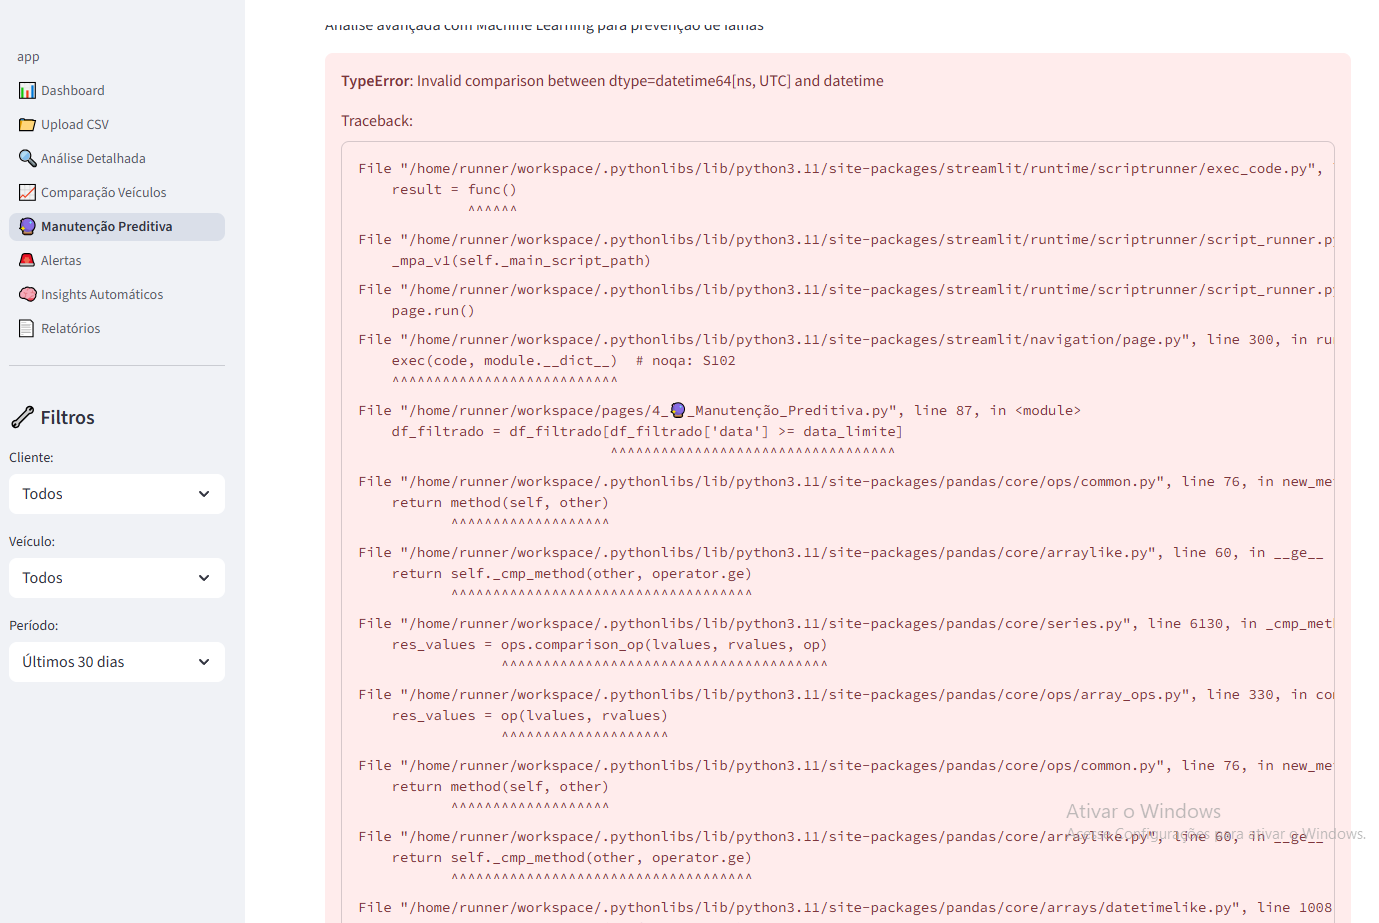 app
Dashboard
Upload CSV
Análise Detalhada
Comparação Veículos
Manutenção Preditiva
Alertas
Insights Automáticos
Relatórios
Filtros
Cliente:
Todos
Veículo:
Todos
Período:
Últimos 30 dias
Análise avançada com Machine Learning para prevenção de falhas
TypeError: Invalid comparison between dtype=datetime64[ns, UTC] and datetime
Traceback:
File "/home/runner/workspace/.pythonlibs/lib/python3.11/site-packages/streamlit/runtime/scriptrunner/exec_code.py",
result = func()
^^^^^^
File "/home/runner/workspace/.pythonlibs/lib/python3.11/site-packages/streamlit/runtime/scriptrunner/script_runner.py
_mpa_v1(self._main_script_path)
File "/home/runner/workspace/.pythonlibs/lib/python3.11/site-packages/streamlit/runtime/scriptrunner/script_runner.py
page.run()
File "/home/runner/workspace/.pythonlibs/lib/python3.11/site-packages/streamlit/navigation/page.py", line 300, in ru
exec(code, module.__dict__)  # noqa: S102
^^^^^^^^^^^^^^^^^^^^^^^^^^^
File "/home/runner/workspace/pages/4_🔮_Manutenção_Preditiva.py", line 87, in <module>
df_filtrado = df_filtrado[df_filtrado['data'] >= data_limite]
^^^^^^^^^^^^^^^^^^^^^^^^^^^^^^^^^^
File "/home/runner/workspace/.pythonlibs/lib/python3.11/site-packages/pandas/core/ops/common.py", line 76, in new_me
return method(self, other)
^^^^^^^^^^^^^^^^^^^
File "/home/runner/workspace/.pythonlibs/lib/python3.11/site-packages/pandas/core/arraylike.py", line 60, in __ge__
return self._cmp_method(other, operator.ge)
^^^^^^^^^^^^^^^^^^^^^^^^^^^^^^^^^^^^
File "/home/runner/workspace/.pythonlibs/lib/python3.11/site-packages/pandas/core/series.py", line 6130, in _cmp_met
res_values = ops.comparison_op(lvalues, rvalues, op)
^^^^^^^^^^^^^^^^^^^^^^^^^^^^^^^^^^^^^^^
File "/home/runner/workspace/.pythonlibs/lib/python3.11/site-packages/pandas/core/ops/array_ops.py", line 330, in co
res_values = op(lvalues, rvalues)
^^^^^^^^^^^^^^^^^^^^
File "/home/runner/workspace/.pythonlibs/lib/python3.11/site-packages/pandas/core/ops/common.py", line 76, in new_me
return method(self, other)
^^^^^^^^^^^^^^^^^^^
File "/home/runner/workspace/.pythonlibs/lib/python3.11/site-packages/pandas/core/arraylike.py", line 60, in __ge__
return self._cmp_method(other, operator.ge)
^^^^^^^^^^^^^^^^^^^^^^^^^^^^^^^^^^^^
File "/home/runner/workspace/.pythonlibs/lib/python3.11/site-packages/pandas/core/arrays/datetimelike.py", line 1008
Ativar o Windows
Acesse Configurações para ativar o Windows.